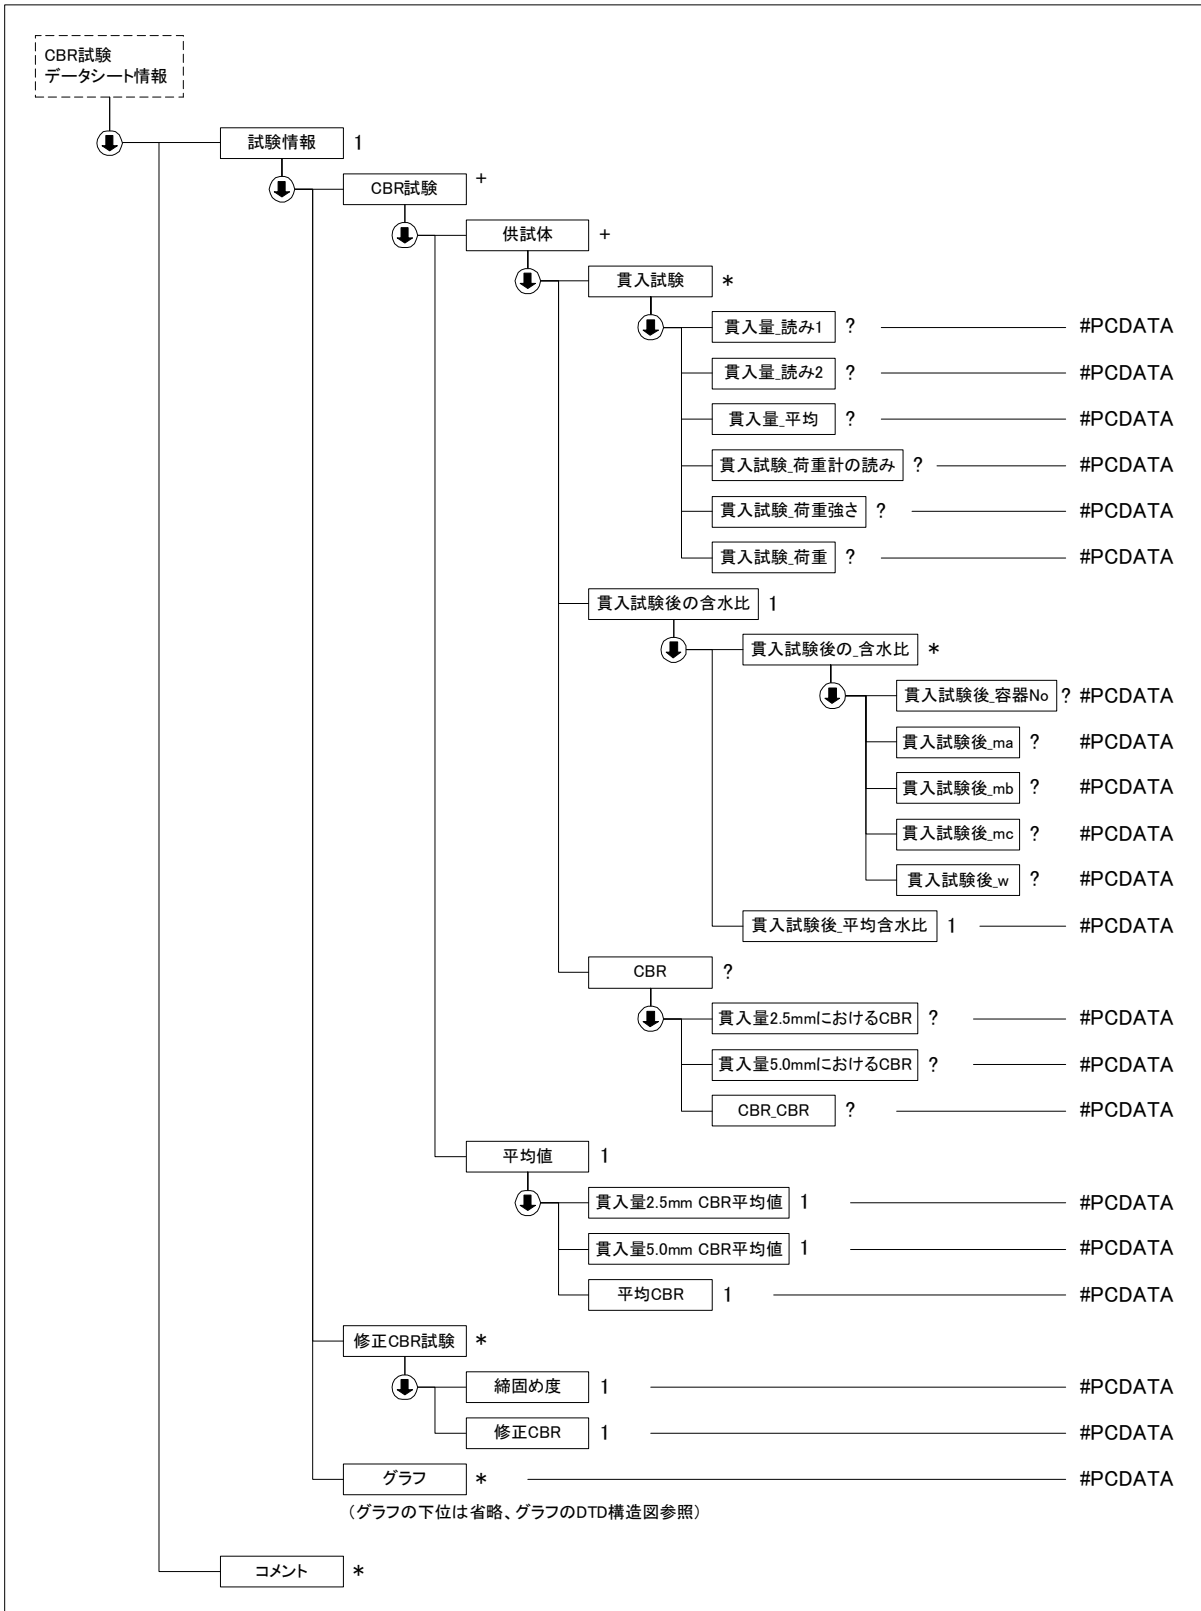 CBR試験
データシート情報
試験情報 1
CBR試験 +
供試体 +
貫入試験 *
貫入量_読み1 ? #PCDATA
貫入量_読み2 ? #PCDATA
貫入量_平均 ? #PCDATA
貫入試験_荷重計の読み ? #PCDATA
貫入試験_荷重強さ ? #PCDATA
貫入試験_荷重 ? #PCDATA
貫入試験後の含水比 1
貫入試験後の_含水比 *
貫入試験後_容器No ? #PCDATA
貫入試験後_ma ? #PCDATA
貫入試験後_mb ? #PCDATA
貫入試験後_mc ? #PCDATA
貫入試験後_w ? #PCDATA
貫入試験後_平均含水比 1 #PCDATA
CBR ?
貫入量2.5mmにおけるCBR ? #PCDATA
貫入量5.0mmにおけるCBR ? #PCDATA
CBR_CBR ? #PCDATA
平均値 1
貫入量2.5mm CBR平均値 1 #PCDATA
貫入量5.0mm CBR平均値 1 #PCDATA
平均CBR 1 #PCDATA
修正CBR試験 *
締固め度 1 #PCDATA
修正CBR 1 #PCDATA
グラフ * #PCDATA
（グラフの下位は省略、グラフのDTD構造図参照）
コメント *